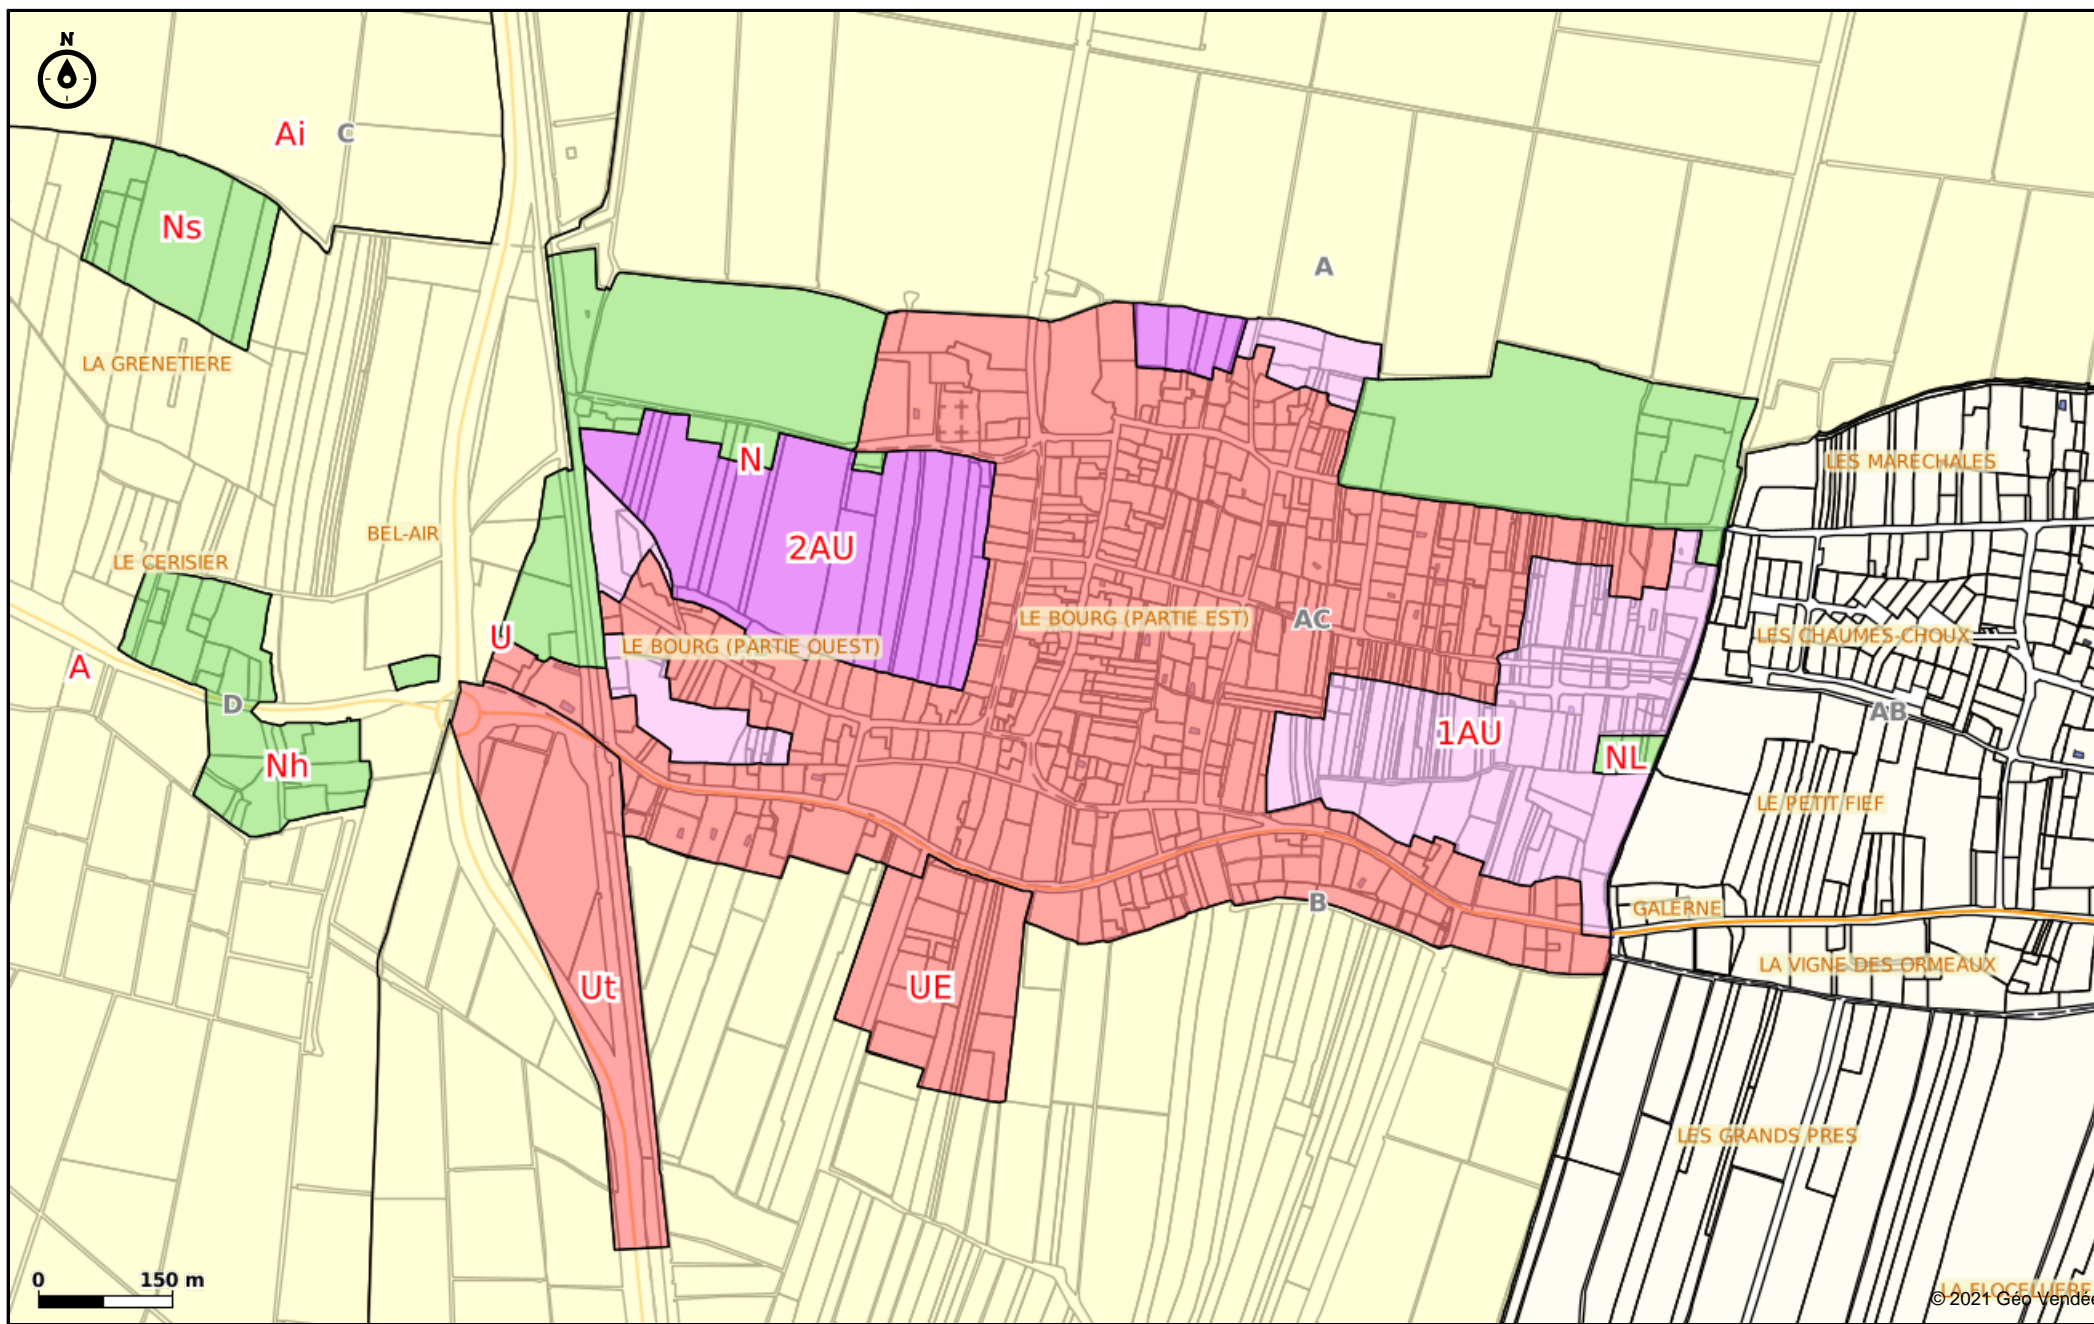 N
Ai
C
Ns
A
LA GRENETIERE
N
LES MARECHALES
BEL-AIR
2AU
LE CERISIER
LE BOURG (PARTIE EST)
AC
U
LE BOURG (PARTIE OUEST)
LES CHAUMES-CHOUX
A
D
AB
1AU
NL
Nh
LE PETIT FIEF
B
GALERNE
LA VIGNE DES ORMEAUX
Ut
UE
LES GRANDS PRES
0
150 m
LA FLOCELLIERE
© 2021 Géo Vendée